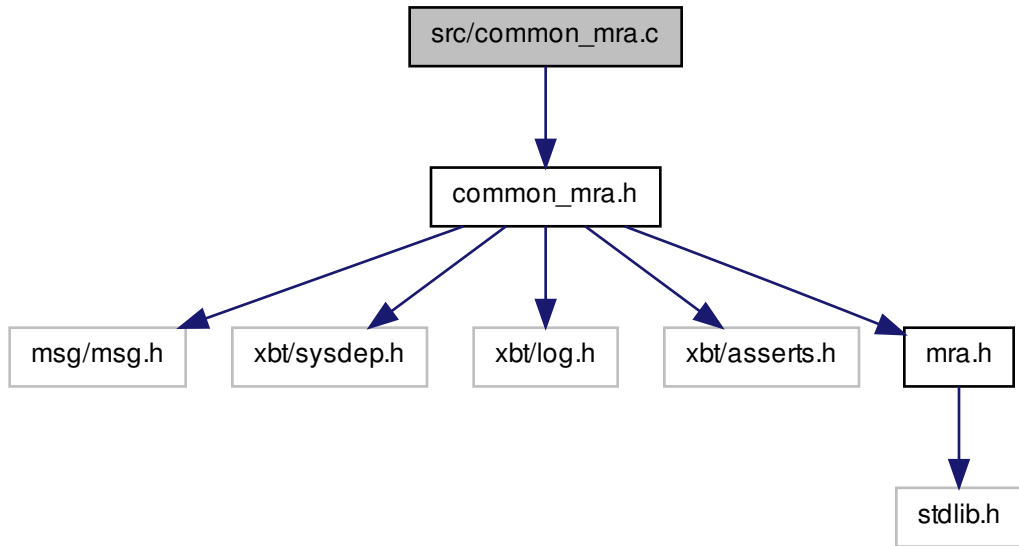 src/common_mra.c
common_mra.h
msg/msg.h
xbt/sysdep.h
xbt/log.h
xbt/asserts.h
mra.h
stdlib.h